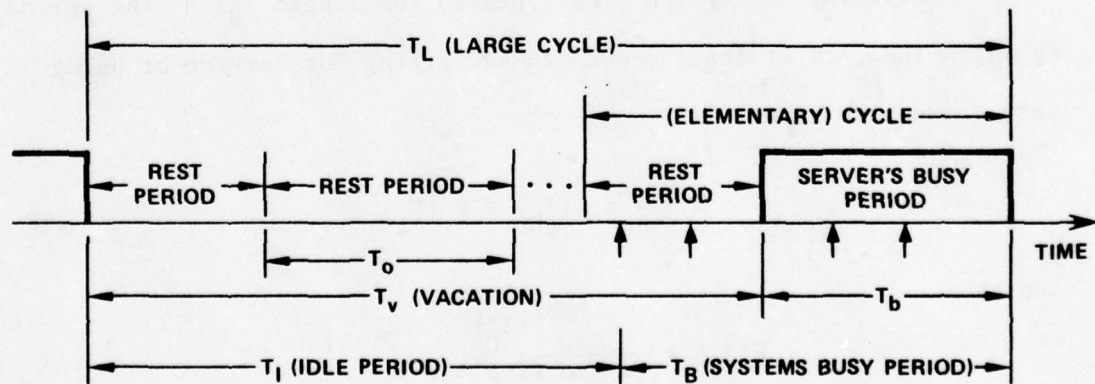 T_L (LARGE CYCLE)
(ELEMENTARY) CYCLE
REST PERIOD
REST PERIOD
. . .
REST PERIOD
SERVER'S BUSY PERIOD
TIME
T_o
T_v (VACATION)
T_b
T_I (IDLE PERIOD)
T_B (SYSTEMS BUSY PERIOD)